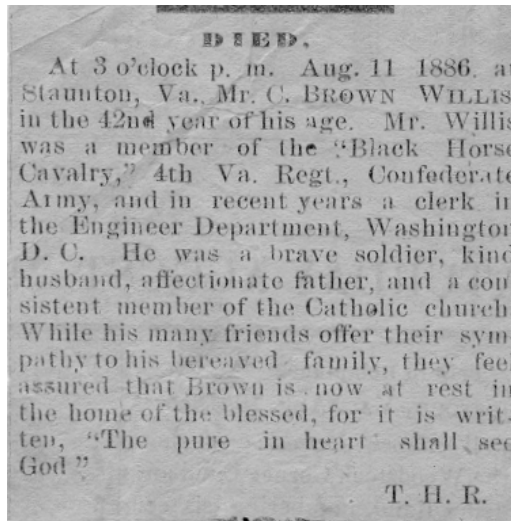 DIED.
At 3 o'clock p. m. Aug. 11 1886. at
Staunton, Va., Mr. C. BROWN WILLIS
in the 42nd year of his age. Mr. Willis
was a member of the "Black Horse
Cavalry," 4th Va. Regt., Confederate
Army, and in recent years a clerk in
the Engineer Department, Washington
D. C. He was a brave soldier, kind
husband, affectionate father, and a con
sistent member of the Catholic church
While his many friends offer their sym
pathy to his bereaved family, they feel
assured that Brown is now at rest in
the home of the blessed, for it is writ-
ten, "The pure in heart shall see
God"
T. H. R.